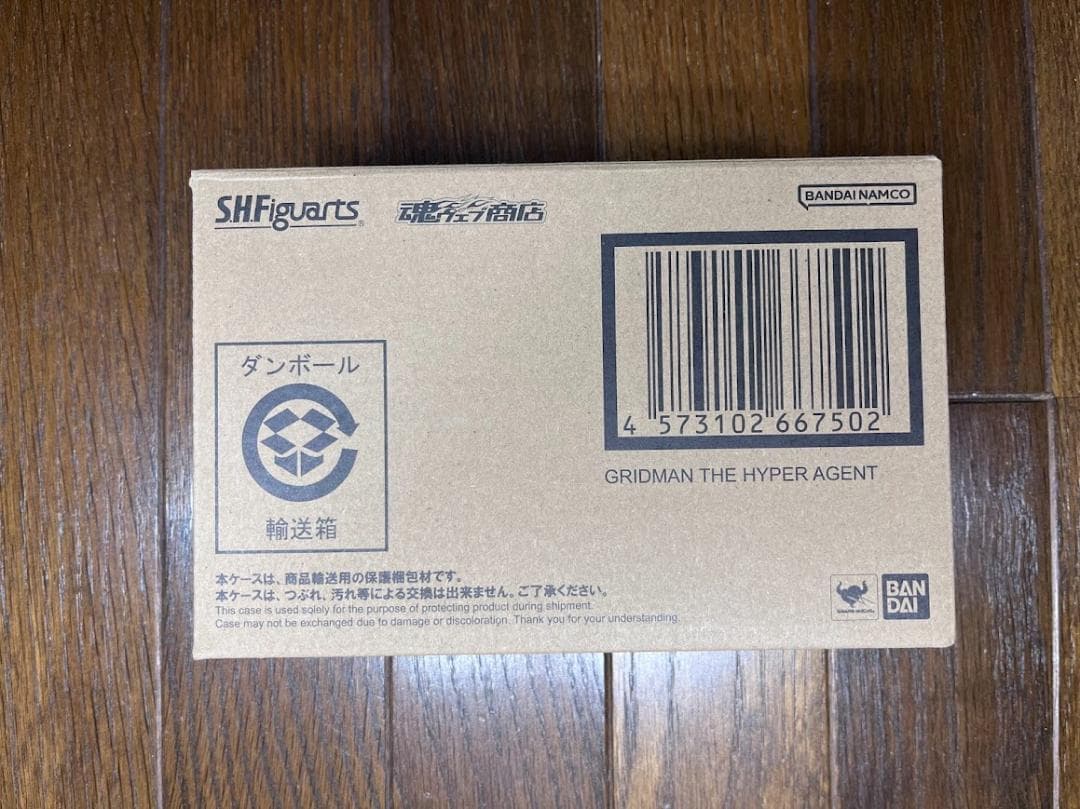 S.H.Figuarts®
魂ウェブ商店
BANDAI NAMCO
4 573102 667502
GRIDMAN THE HYPER AGENT
ダンボール
輸送箱
本ケースは、商品輸送用の保護梱包材です。
本ケースは、つぶれ、汚れ等による交換は出来ません。ご了承ください。
This case is used solely for the purpose of protecting product during shipment.
Case may not be exchanged due to damage or discoloration. Thank you for your understanding.
BAN
DAI